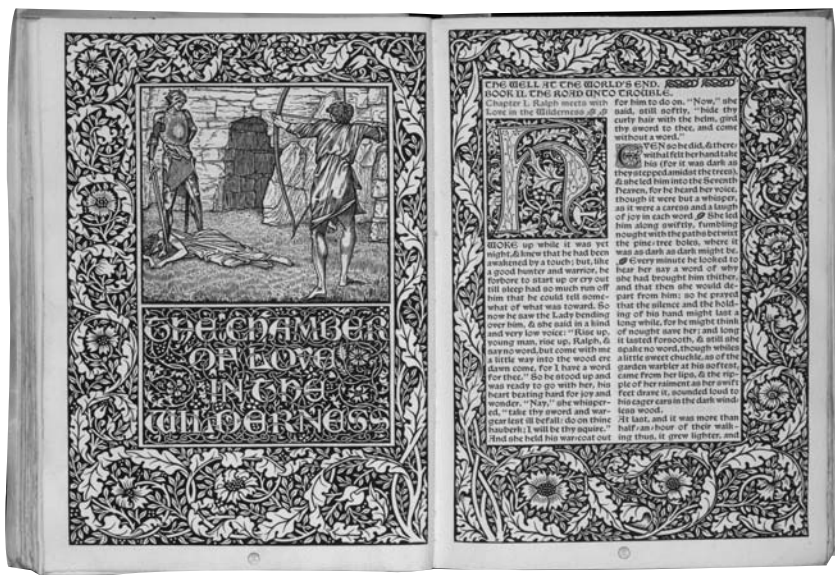 THE CHAMBER
OF LOVE
IN THE
WILDERNESS
THE WELL AT THE WORLD'S END.
BOOK II. THE ROAD UNTO TROUBLE.
Chapter I. Ralph meets with
Love in the Wilderness
HE
WOKE up while it was yet
night, & knew that he had been
awakened by a touch; but, like
a good hunter and warrior, he
forbore to start up or cry out
till sleep had so much run off
him that he could tell some-
what of what was toward. So
now he saw the Lady bending
over him, & she said in a kind
and very low voice: "Rise up,
young man, rise up, Ralph, &
say no word, but come with me
a little way into the wood ere
dawn come, for I have a word
for thee." So he stood up and
was ready to go with her, his
heart beating hard for joy and
wonder. "Nay," she whisper-
ed, "take thy sword and war-
gear lest ill befall: do on thine
hauberk; I will be thy squire."
And she held his war-coat out
for him to do on. "Now," she
said, still softly, "hide thy
curly hair with the helm, gird
thy sword to thee, and come
without a word."
EVEN so he did, & there-
withal felt her hand take
his (for it was dark as
they stepped amidst the trees),
& she led him into the Seventh
Heaven, for he heard her voice,
though it were but a whisper,
as it were a caress and a laugh
of joy in each word. She led
him along swiftly, fumbling
nought with the paths betwixt
the pine-tree boles, where it
was as dark as dark might be.
Every minute he looked to
hear her say a word of why
she had brought him thither,
and that then she would de-
part from him; so he prayed
that the silence and the hold-
ing of his hand might last a
long while, for he might think
of nought save her; and long
it lasted forsooth, & still she
spake no word, though whiles
a little sweet chuckle, as of the
garden warbler at his softest,
came from her lips, & the rip-
ple of her raiment as her swift
feet drave it, sounded loud to
his eager ears in the dark wind-
less wood.
At last, and it was more than
half-an-hour of their walk-
ing thus, it grew lighter, and